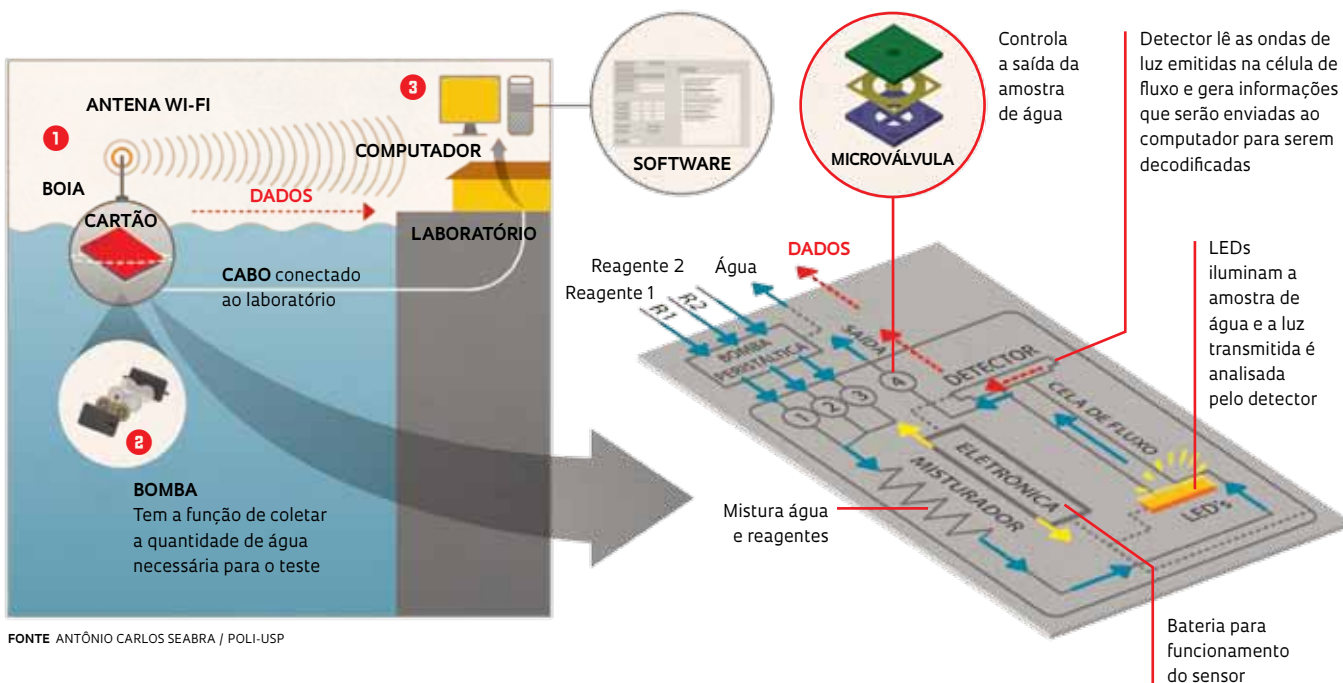 1
ANTENA WI-FI
BOIA
CARTÃO
DADOS
3
COMPUTADOR
SOFTWARE
LABORATÓRIO
CABO conectado
ao laboratório
2
BOMBA
Tem a função de coletar
a quantidade de água
necessária para o teste
FONTE ANTÔNIO CARLOS SEABRA / POLI-USP
MICROVÁLVULA
Controla
a saída da
amostra
de água
Detector lê as ondas de
luz emitidas na célula de
fluxo e gera informações
que serão enviadas ao
computador para serem
decodificadas
LEDs
iluminam a
amostra de
água e a luz
transmitida é
analisada
pelo detector
Reagente 2
Reagente 1
Água
DADOS
R1
R2
BOMBA
PERISTÁLTICA
SAÍDA
1
2
3
4
DETECTOR
CELA DE FLUXO
ELETRÔNICA
MISTURADOR
LED's
Mistura água
e reagentes
Bateria para
funcionamento
do sensor